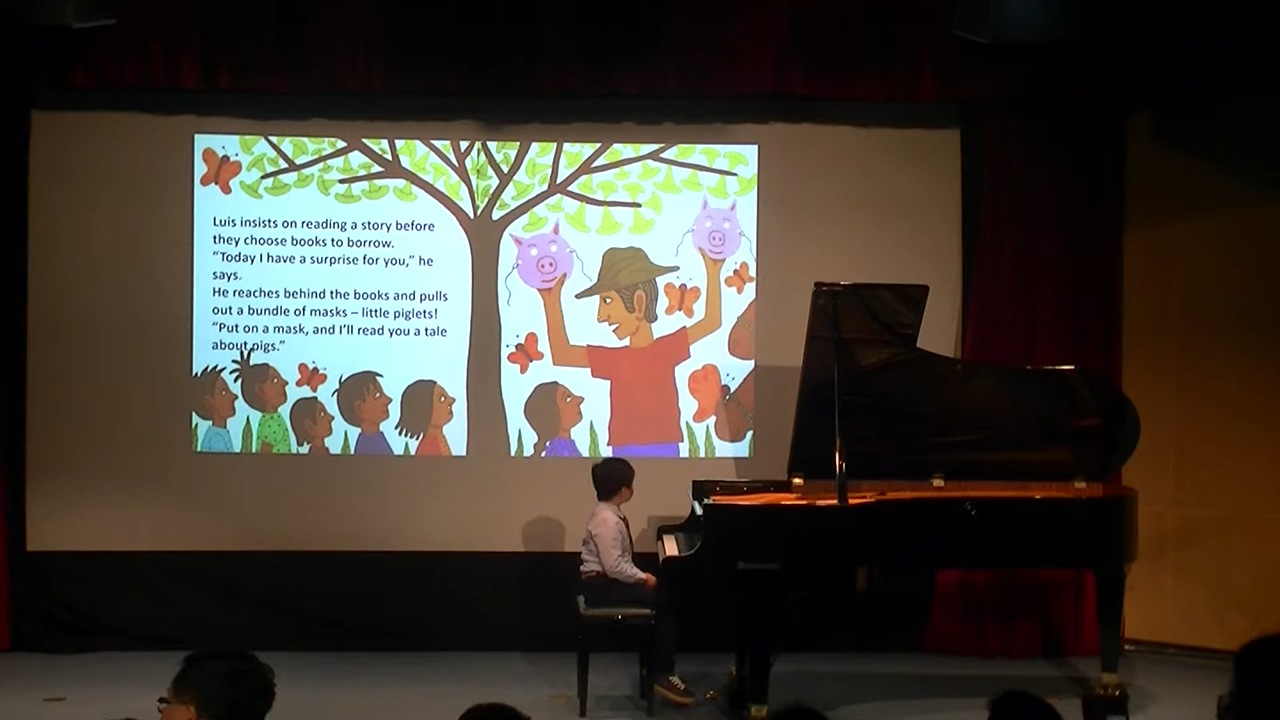 Luis insists on reading a story before
they choose books to borrow.
“Today I have a surprise for you,” he
says.
He reaches behind the books and pulls
out a bundle of masks – little piglets!
“Put on a mask, and I’ll read you a tale
about pigs.”